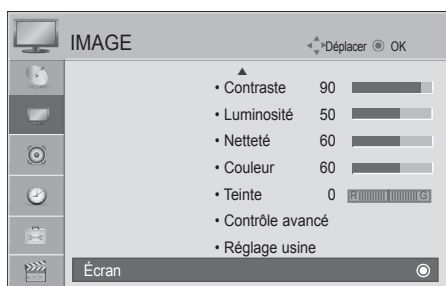 IMAGE
Déplacer OK
• Contraste 90
• Luminosité 50
• Netteté 60
• Couleur 60
• Teinte 0 R G
• Contrôle avancé
• Réglage usine
Écran